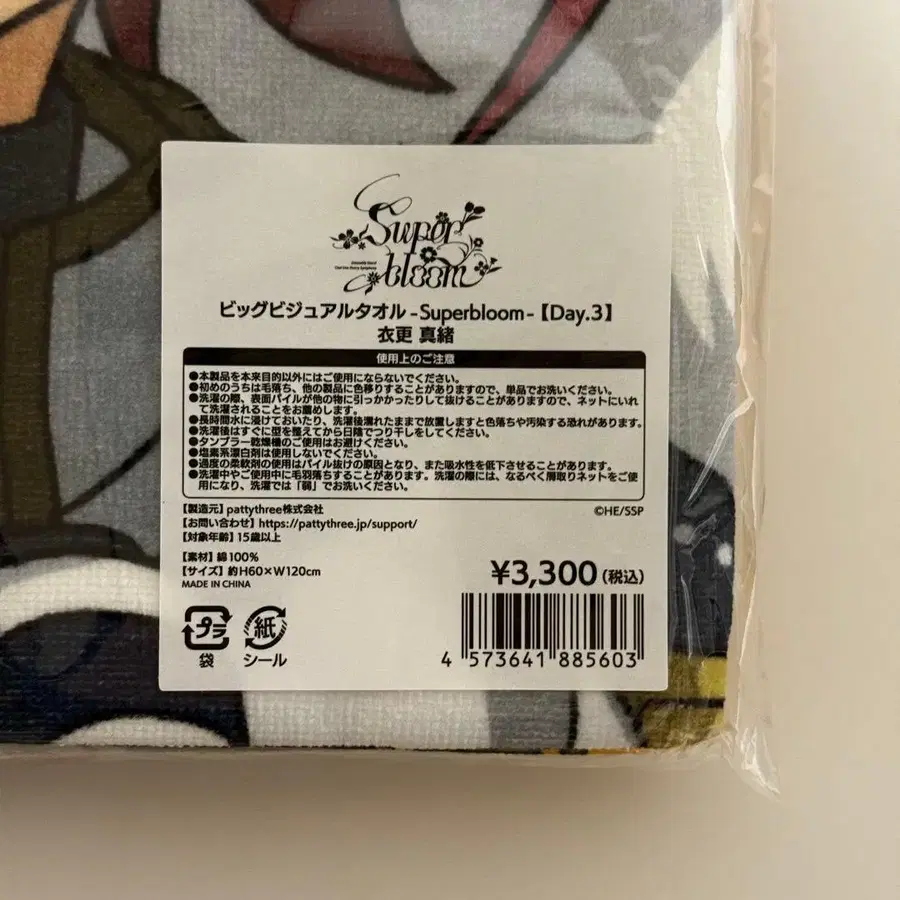 Super
bloom
ビッグビジュアルタオル -Superbloom-【Day.3】
衣更 真緒
使用上のご注意
●本製品を本来目的以外にはご使用にならないでください。
●初めのうちは毛落ち、他の製品に色移りすることがありますので、単品でお洗いください。
●洗濯の際、表面パイルが他の物に引っかかったりして抜けることがありますので、ネットにいれ
て洗濯されることをお薦めします。
●長時間水に浸けておいたり、洗濯後濡れたままで放置しますと色落ちや汚染する恐れがあります。
●洗濯後はすぐに型を整えてから日陰でつり干しをしてください。
●タンブラー乾燥機のご使用はお避けください。
●塩素系漂白剤は使用しないでください。
●過度の柔軟剤の使用はパイル抜けの原因となり、また吸水性を低下させることがあります。
●洗濯中やご使用中に毛羽落ちすることがあります。洗濯の際には、なるべく屑取りネットをご使
用になり、洗濯では「弱」でお洗いください。
【製造元】pattythree株式会社
©HE/SSP
【お問い合わせ】https://pattythree.jp/support/
【対象年齢】15歳以上
【素材】綿100%
【サイズ】約H60×W120cm
MADE IN CHINA
¥3,300(税込)
プラ
袋
紙
シール
4 573641 885603